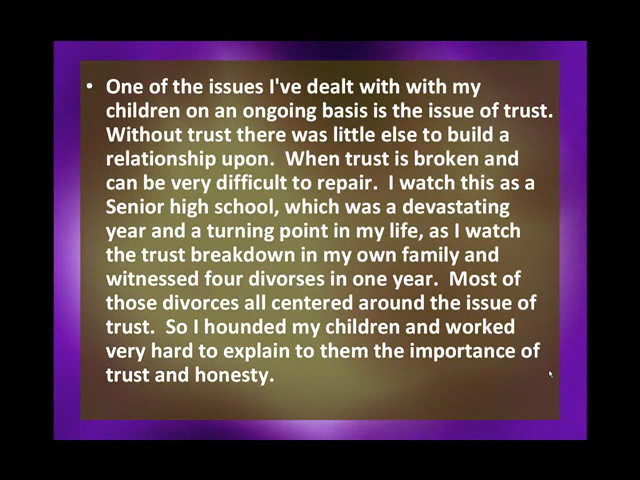 • One of the issues I've dealt with with my
children on an ongoing basis is the issue of trust.
Without trust there was little else to build a
relationship upon.  When trust is broken and
can be very difficult to repair.  I watch this as a
Senior high school, which was a devastating
year and a turning point in my life, as I watch
the trust breakdown in my own family and
witnessed four divorses in one year.  Most of
those divorces all centered around the issue of
trust.  So I hounded my children and worked
very hard to explain to them the importance of
trust and honesty.